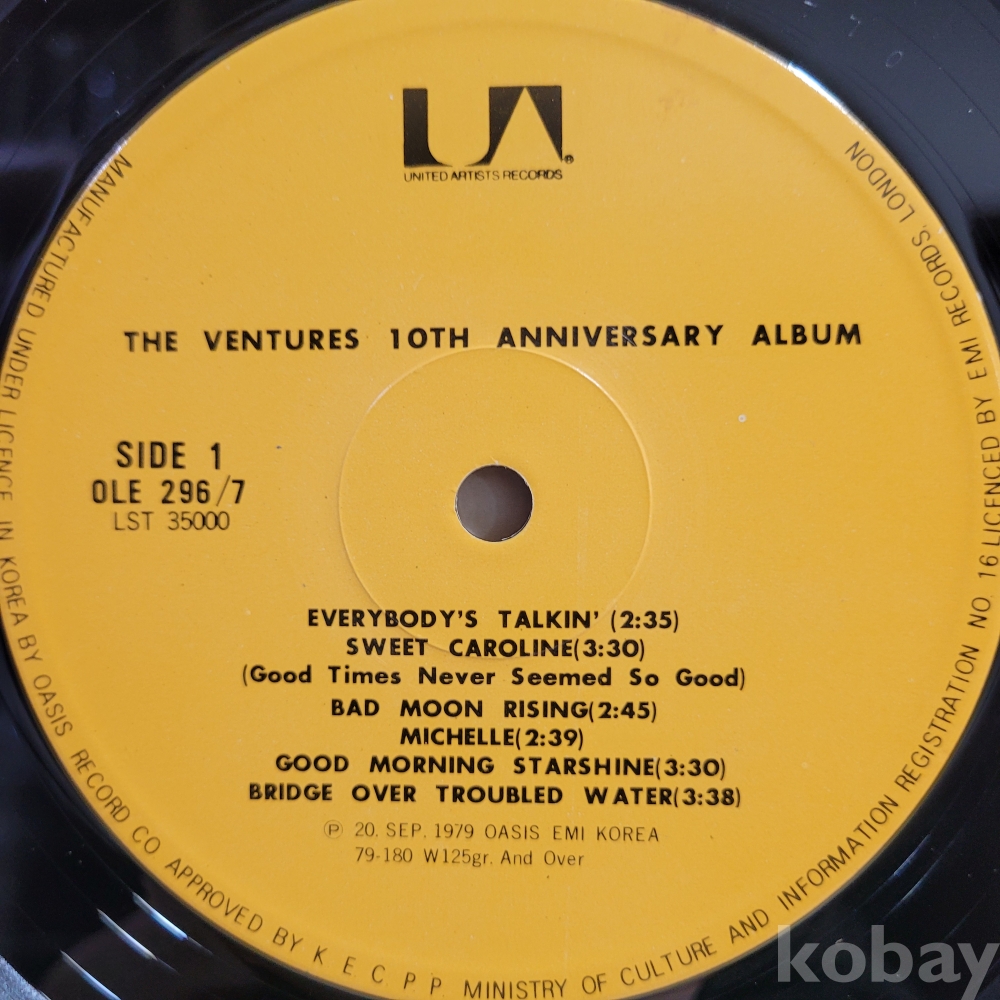 UA
UNITED ARTISTS RECORDS
THE VENTURES 10TH ANNIVERSARY ALBUM
SIDE 1
OLE 296/7
LST 35000
EVERYBODY'S TALKIN' (2:35)
SWEET CAROLINE(3:30)
(Good Times Never Seemed So Good)
BAD MOON RISING(2:45)
MICHELLE(2:39)
GOOD MORNING STARSHINE(3:30)
BRIDGE OVER TROUBLED WATER(3:38)
Ⓟ 20. SEP. 1979 OASIS EMI KOREA
79-180 W125gr. And Over
MANUFACTURED UNDER LICENCE IN KOREA BY OASIS RECORD CO APPROVED BY K E C P P MINISTRY OF CULTURE AND INFORMATION REGISTRATION NO. 16 LICENCED BY EMI RECORDS, LONDON
kobay